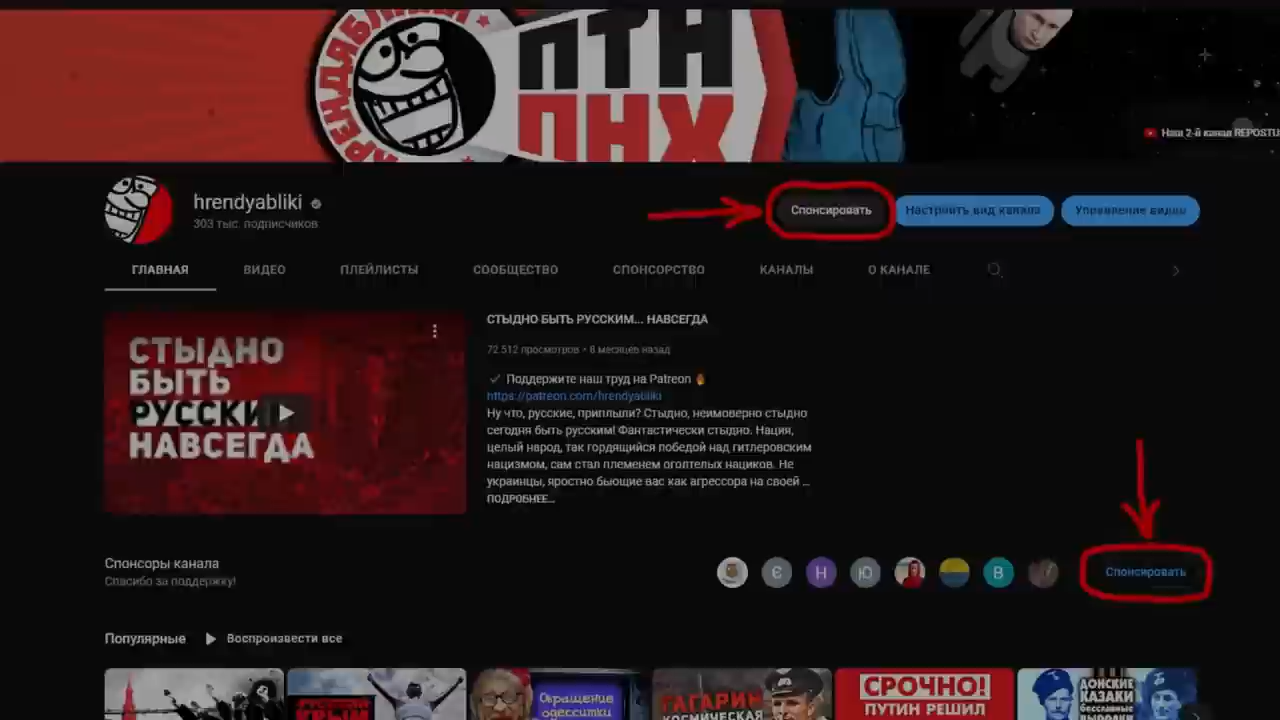 ХРЕНДЯБЛИКИ
ПТН
ПНХ
Наш 2-й канал REPOSTU
hrendyabliki
303 тыс. подписчиков
Спонсировать
Настроить вид канала
Управление видео
ГЛАВНАЯ
ВИДЕО
ПЛЕЙЛИСТЫ
СООБЩЕСТВО
СПОНСОРСТВО
КАНАЛЫ
О КАНАЛЕ
СТЫДНО
БЫТЬ
РУССКИ
НАВСЕГДА
СТЫДНО БЫТЬ РУССКИМ... НАВСЕГДА
72 512 просмотров • 8 месяцев назад
Поддержите наш труд на Patreon
https://patreon.com/hrendyabliki
Ну что, русские, приплыли? Стыдно, неимоверно стыдно
сегодня быть русским! Фантастически стыдно. Нация,
целый народ, так гордящийся победой над гитлеровским
нацизмом, сам стал племенем оголтелых нациков. Не
украинцы, яростно бьющие вас как агрессора на своей ...
ПОДРОБНЕЕ...
Спонсоры канала
Спасибо за поддержку!
Є
Н
Ю
В
Спонсировать
Популярные
Воспроизвести все
РУССКИЙ
КРЫМ
Обращение
одесситки
ГАГАРИН
КОСМИЧЕСКАЯ
СРОЧНО!
ПУТИН РЕШИЛ
ДОНСКИЕ
КАЗАКИ
бесславные